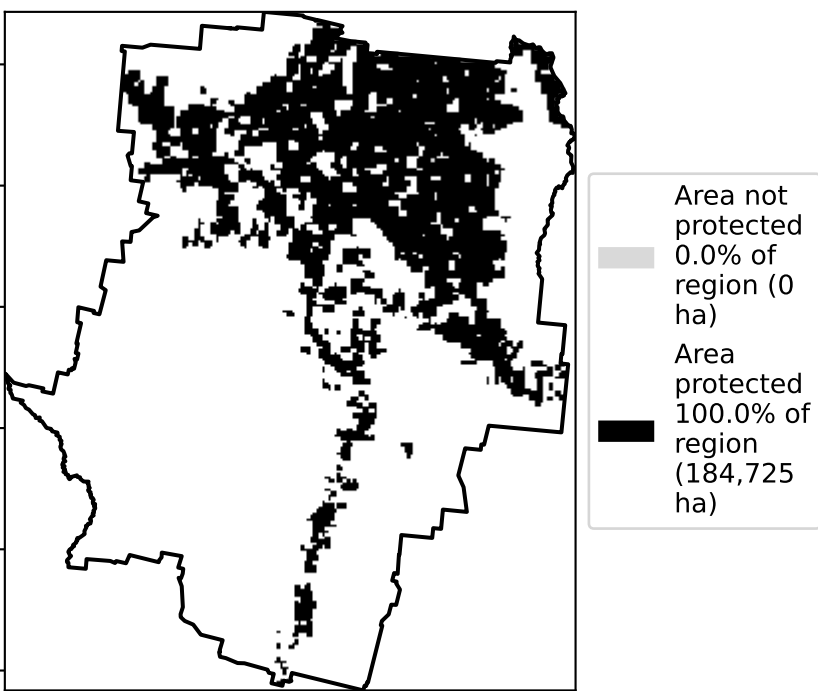 Area not
protected
0.0% of
region (0
ha)
Area
protected
100.0% of
region
(184,725
ha)